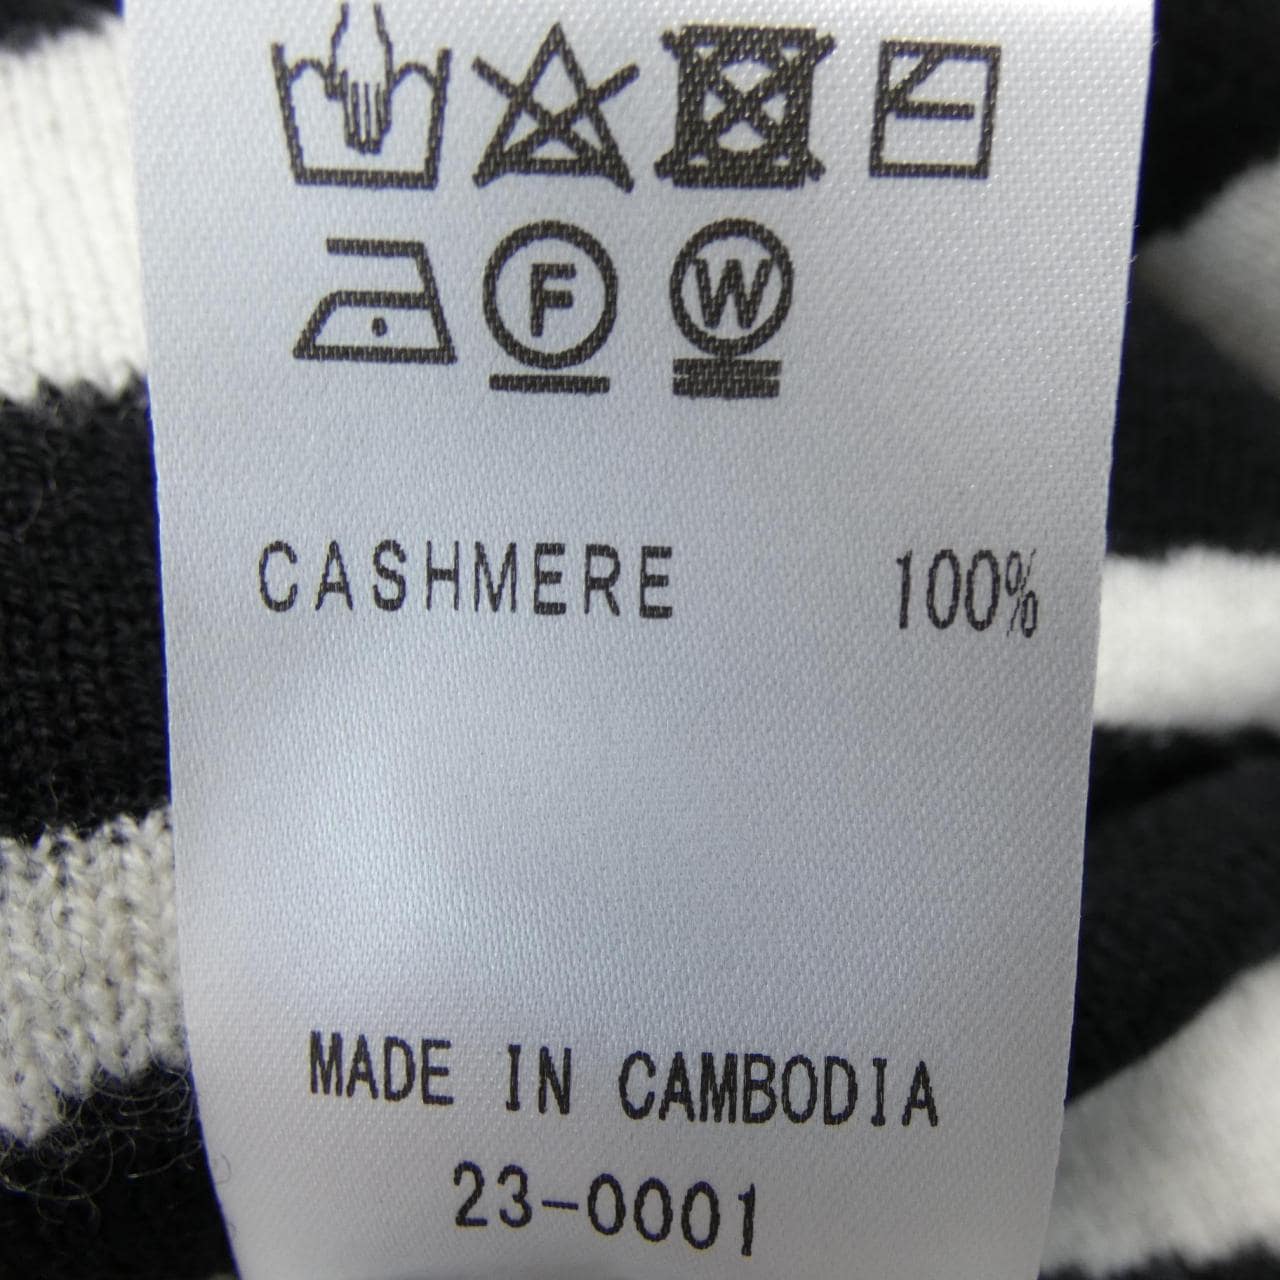 F W
CASHMERE 100%
MADE IN CAMBODIA
23-0001